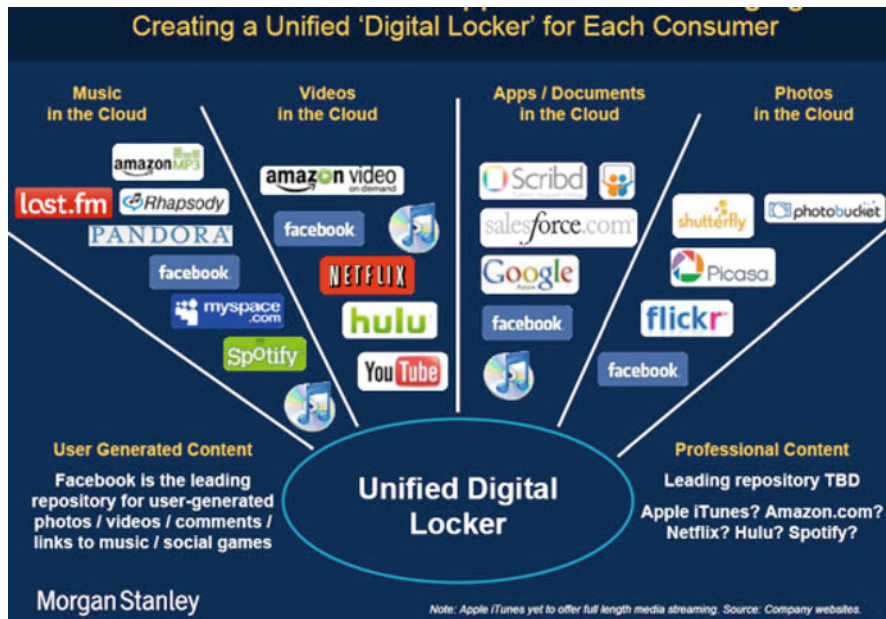 Creating a Unified ‘Digital Locker’ for Each Consumer
Music
in the Cloud
Videos
in the Cloud
Apps / Documents
in the Cloud
Photos
in the Cloud
amazonMP3
last.fm
Rhapsody
PANDORA
facebook
myspace
.com
Spotify
amazon video
on demand
facebook
NETFLIX
hulu
YouTube
Scribd
salesforce.com
Google
facebook
shutterfly
photobucket
Picasa
flickr
facebook
User Generated Content
Facebook is the leading
repository for user-generated
photos / videos / comments /
links to music / social games
Unified Digital
Locker
Professional Content
Leading repository TBD
Apple iTunes? Amazon.com?
Netflix? Hulu? Spotify?
Morgan Stanley
Note: Apple iTunes yet to offer full length media streaming. Source: Company websites.